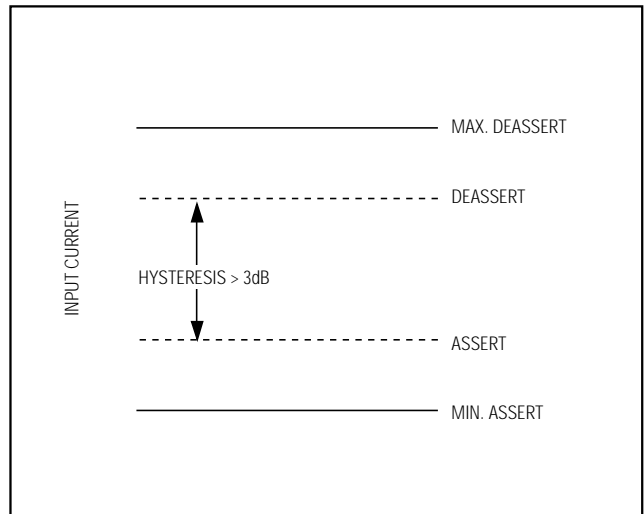 MAX. DEASSERT
DEASSERT
INPUT CURRENT
HYSTERESIS > 3dB
ASSERT
MIN. ASSERT